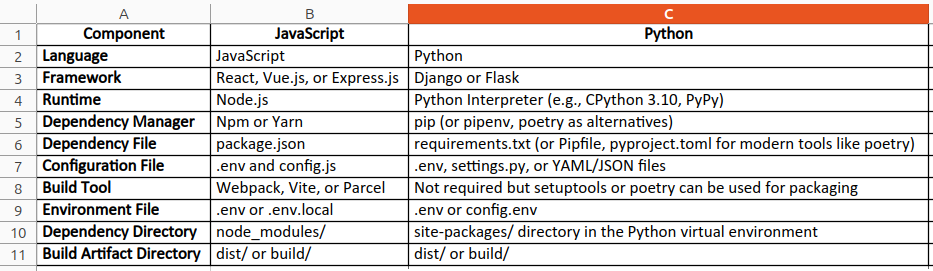 A B C
1 Component JavaScript Python
2 Language JavaScript Python
3 Framework React, Vue.js, or Express.js Django or Flask
4 Runtime Node.js Python Interpreter (e.g., CPython 3.10, PyPy)
5 Dependency Manager Npm or Yarn pip (or pipenv, poetry as alternatives)
6 Dependency File package.json requirements.txt (or Pipfile, pyproject.toml for modern tools like poetry)
7 Configuration File .env and config.js .env, settings.py, or YAML/JSON files
8 Build Tool Webpack, Vite, or Parcel Not required but setuptools or poetry can be used for packaging
9 Environment File .env or .env.local .env or config.env
10 Dependency Directory node_modules/ site-packages/ directory in the Python virtual environment
11 Build Artifact Directory dist/ or build/ dist/ or build/